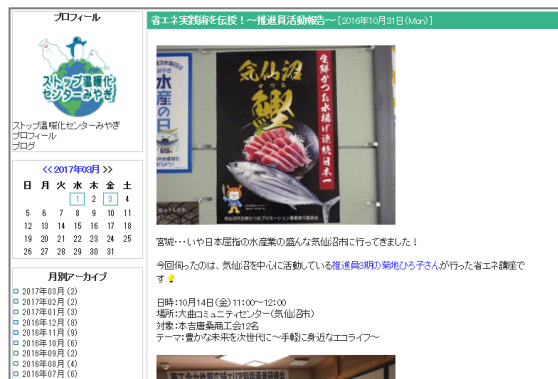 プロフィール
ストップ温暖化
センターみやぎ
ストップ温暖化センターみやぎ
プロフィール
ブログ
<<2017年03月 >>
日 月 火 水 木 金 土
1 2 3 4
5 6 7 8 9 10 11
12 13 14 15 16 17 18
19 20 21 22 23 24 25
26 27 28 29 30 31
月別アーカイブ
2017年03月 (2)
2017年02月 (2)
2017年01月 (3)
2016年12月 (8)
2016年11月 (9)
2016年10月 (6)
2016年09月 (2)
2016年08月 (4)
2016年07月 (6)
省エネ実践術を伝授！～推進員活動報告～ [2016年10月31日(Mon)]
水産の日
気仙沼
かつお
鰹
生鮮かつお水揚げ連続日本一
宮城・・・いや日本屈指の水産業の盛んな気仙沼市に行ってきました！
今回伺ったのは、気仙沼を中心に活動している推進員3期の菊地ひろ子さんが行った省エネ講座で
す
日時：10月14日(金)11：00～12：00
場所：大曲コミュニティセンター(気仙沼市)
対象：本吉唐桑商工会12名
テーマ：豊かな未来を次世代に～手軽に身近なエコライフ～